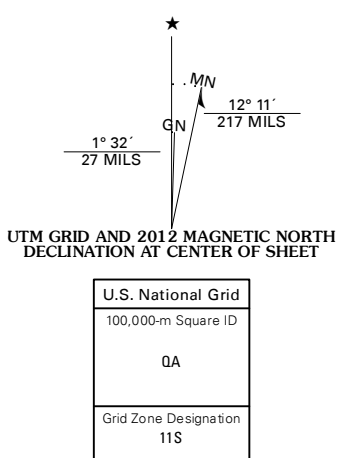 ★
MN
GN
12° 11´
217 MILS
1° 32´
27 MILS
UTM GRID AND 2012 MAGNETIC NORTH
DECLINATION AT CENTER OF SHEET
U.S. National Grid
100,000-m Square ID
QA
Grid Zone Designation
11S